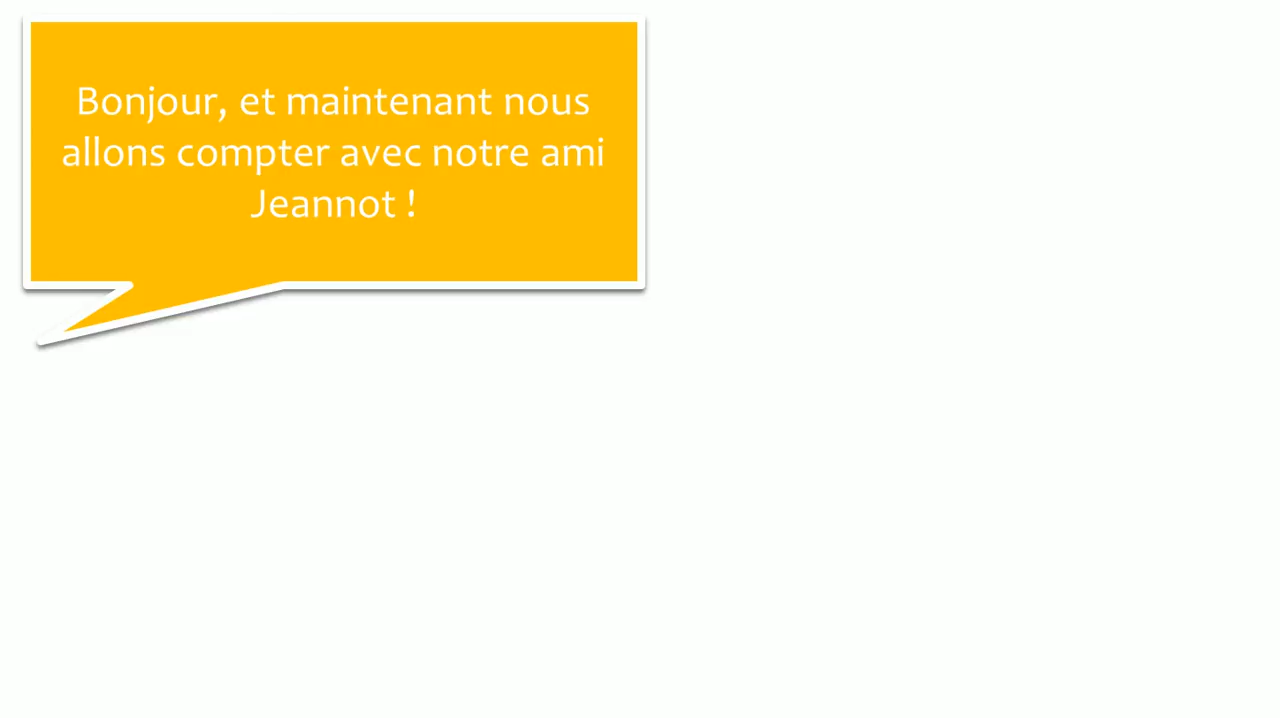 Bonjour, et maintenant nous
allons compter avec notre ami
Jeannot !